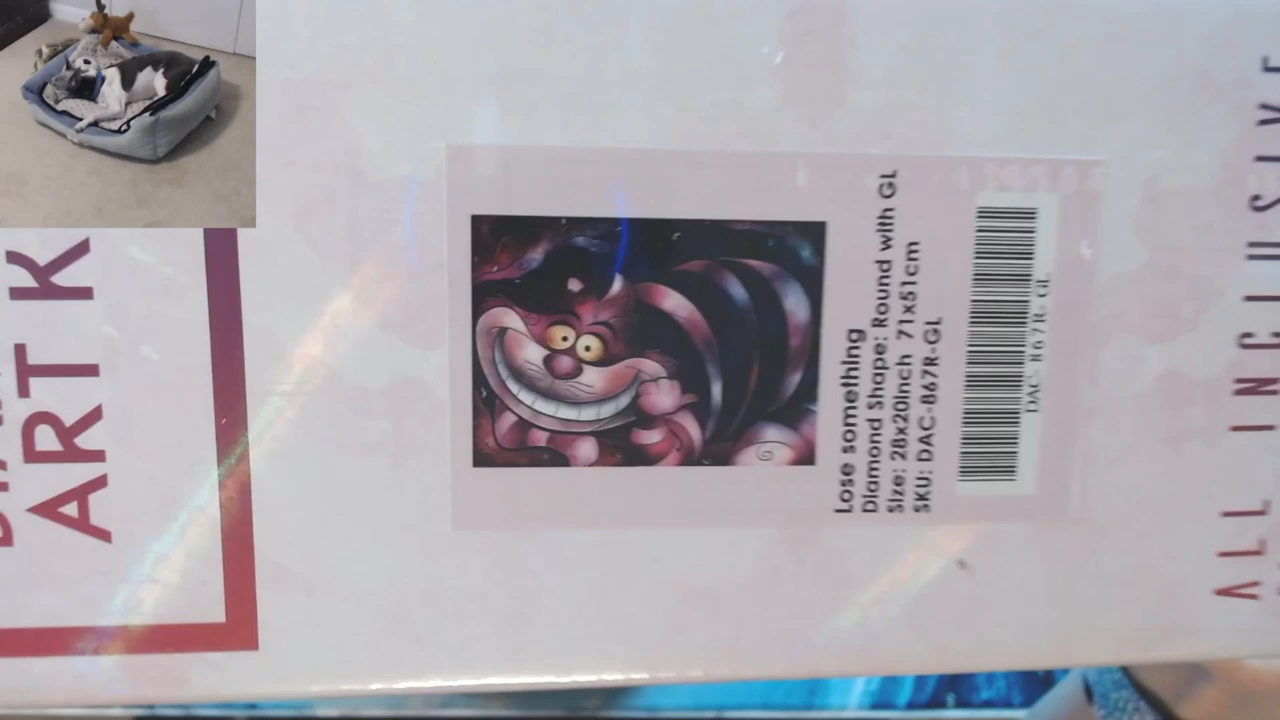 ART K
Lose something
Diamond Shape: Round with GL
Size: 28x20inch 71x51cm
SKU: DAC-867R-GL
DAC- 867R- GL
ALL INCLUSIVE